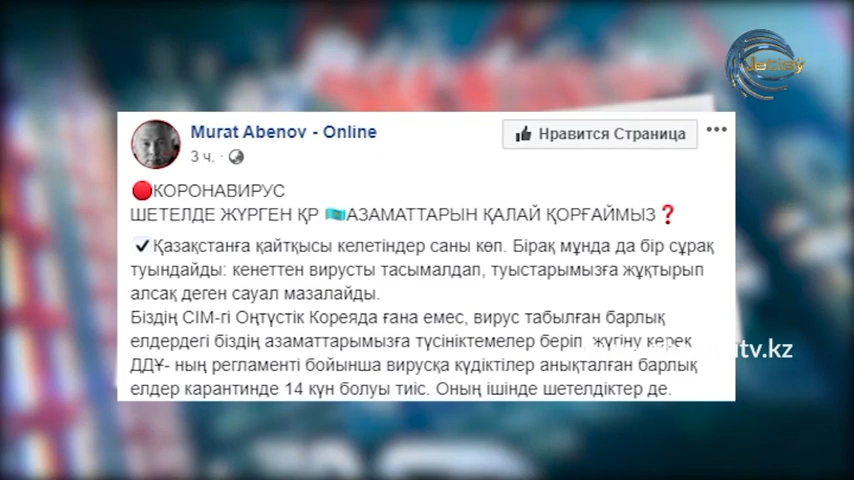 Jetisý
Murat Abenov - Online
Нравится Страница
3 ч.
КОРОНАВИРУС
ШЕТЕЛДЕ ЖҮРГЕН ҚР 🇰🇿АЗАМАТТАРЫН ҚАЛАЙ ҚОРҒАЙМЫЗ❓
✔Қазақстанға қайтқысы келетіндер саны көп. Бірақ мұнда да бір сұрақ
туындайды: кенеттен вирусты тасымалдап, туыстарымызға жұқтырып
алсақ деген сауал мазалайды.
Біздің СІМ-гі Оңтүстік Кореяда ғана емес, вирус табылған барлық
елдердегі біздің азаматтарымызға түсініктемелер беріп, жүгіну керек
itv.kz
ДДҰ- ның регламенті бойынша вирусқа күдіктілер анықталған барлық
елдер карантинде 14 күн болуы тиіс. Оның ішінде шетелдіктер де.